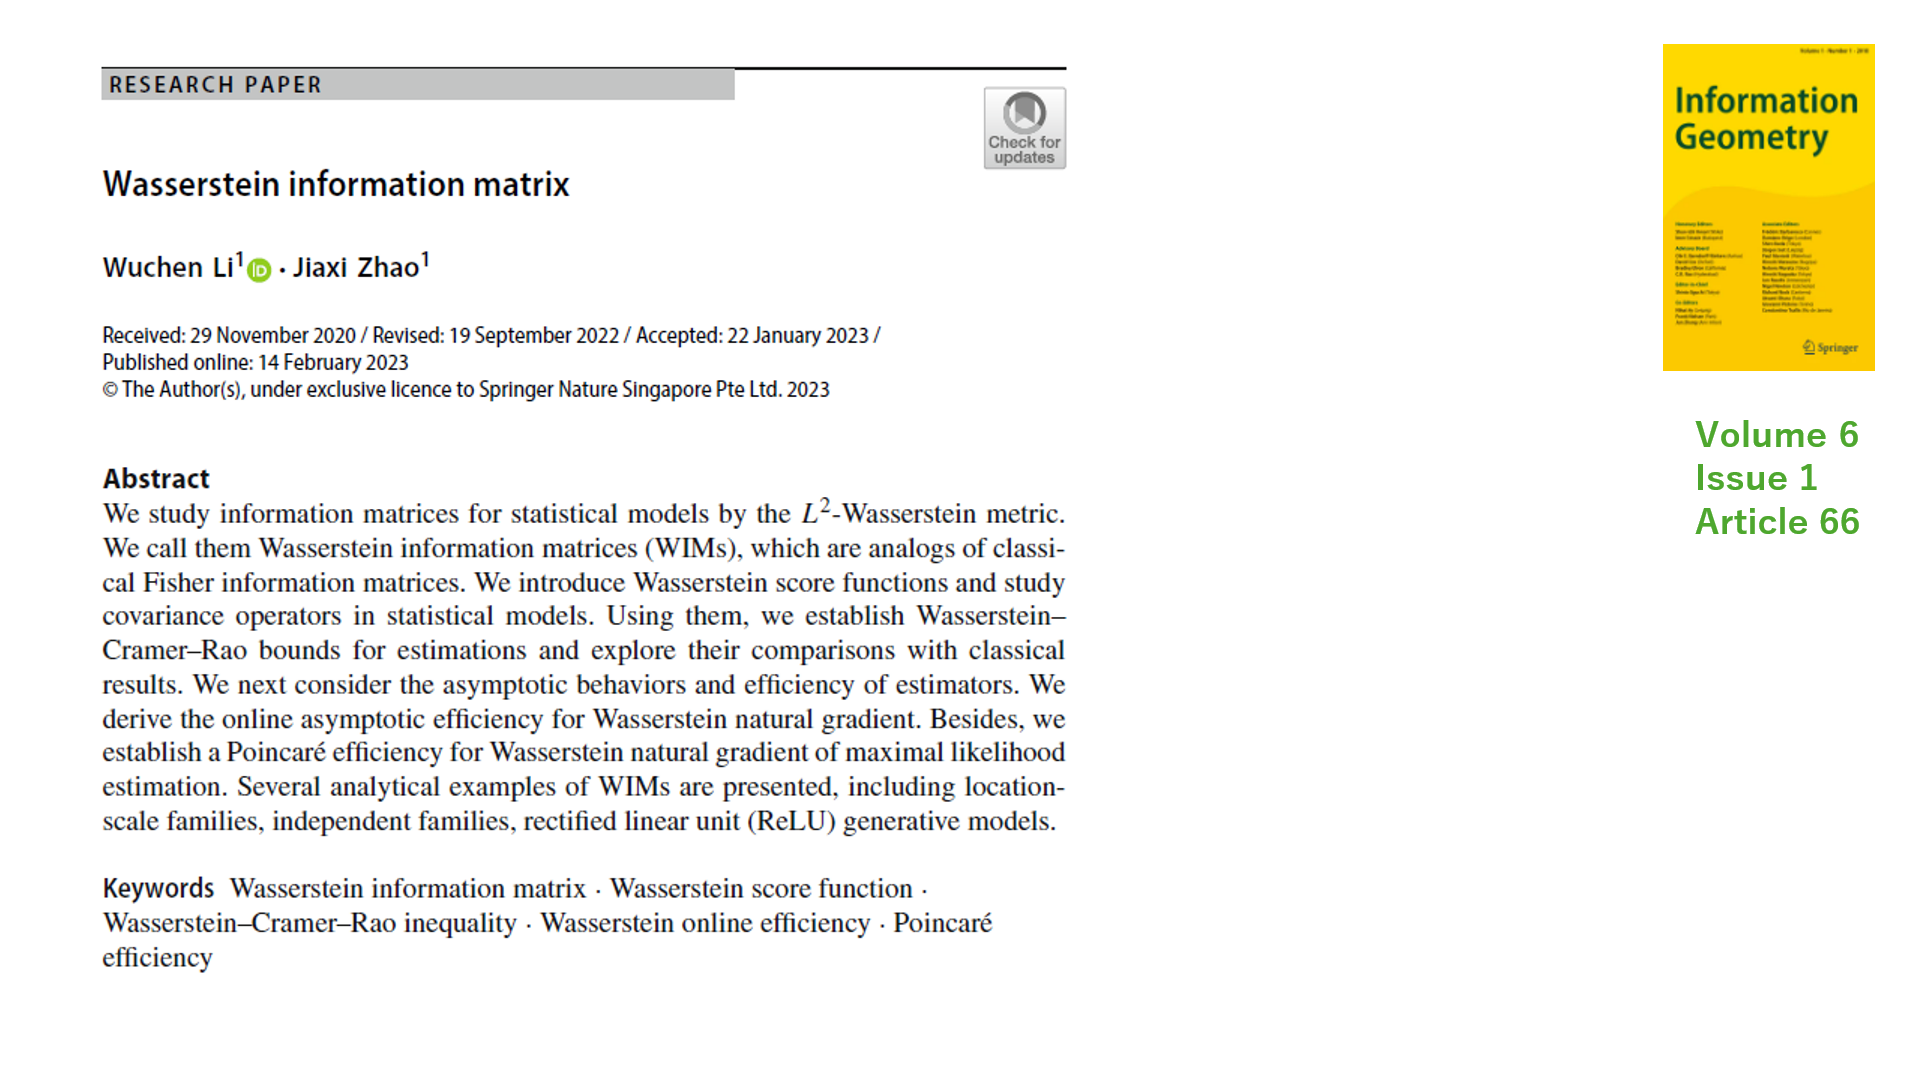 RESEARCH PAPER
Check for
updates
Wasserstein information matrix
Wuchen Li1 iD · Jiaxi Zhao1
Received: 29 November 2020 / Revised: 19 September 2022 / Accepted: 22 January 2023 /
Published online: 14 February 2023
© The Author(s), under exclusive licence to Springer Nature Singapore Pte Ltd. 2023
Abstract
We study information matrices for statistical models by the L2-Wasserstein metric.
We call them Wasserstein information matrices (WIMs), which are analogs of classi-
cal Fisher information matrices. We introduce Wasserstein score functions and study
covariance operators in statistical models. Using them, we establish Wasserstein–
Cramer–Rao bounds for estimations and explore their comparisons with classical
results. We next consider the asymptotic behaviors and efficiency of estimators. We
derive the online asymptotic efficiency for Wasserstein natural gradient. Besides, we
establish a Poincaré efficiency for Wasserstein natural gradient of maximal likelihood
estimation. Several analytical examples of WIMs are presented, including location-
scale families, independent families, rectified linear unit (ReLU) generative models.
Keywords Wasserstein information matrix · Wasserstein score function ·
Wasserstein–Cramer–Rao inequality · Wasserstein online efficiency · Poincaré
efficiency
Information
Geometry
Springer
Volume 6
Issue 1
Article 66